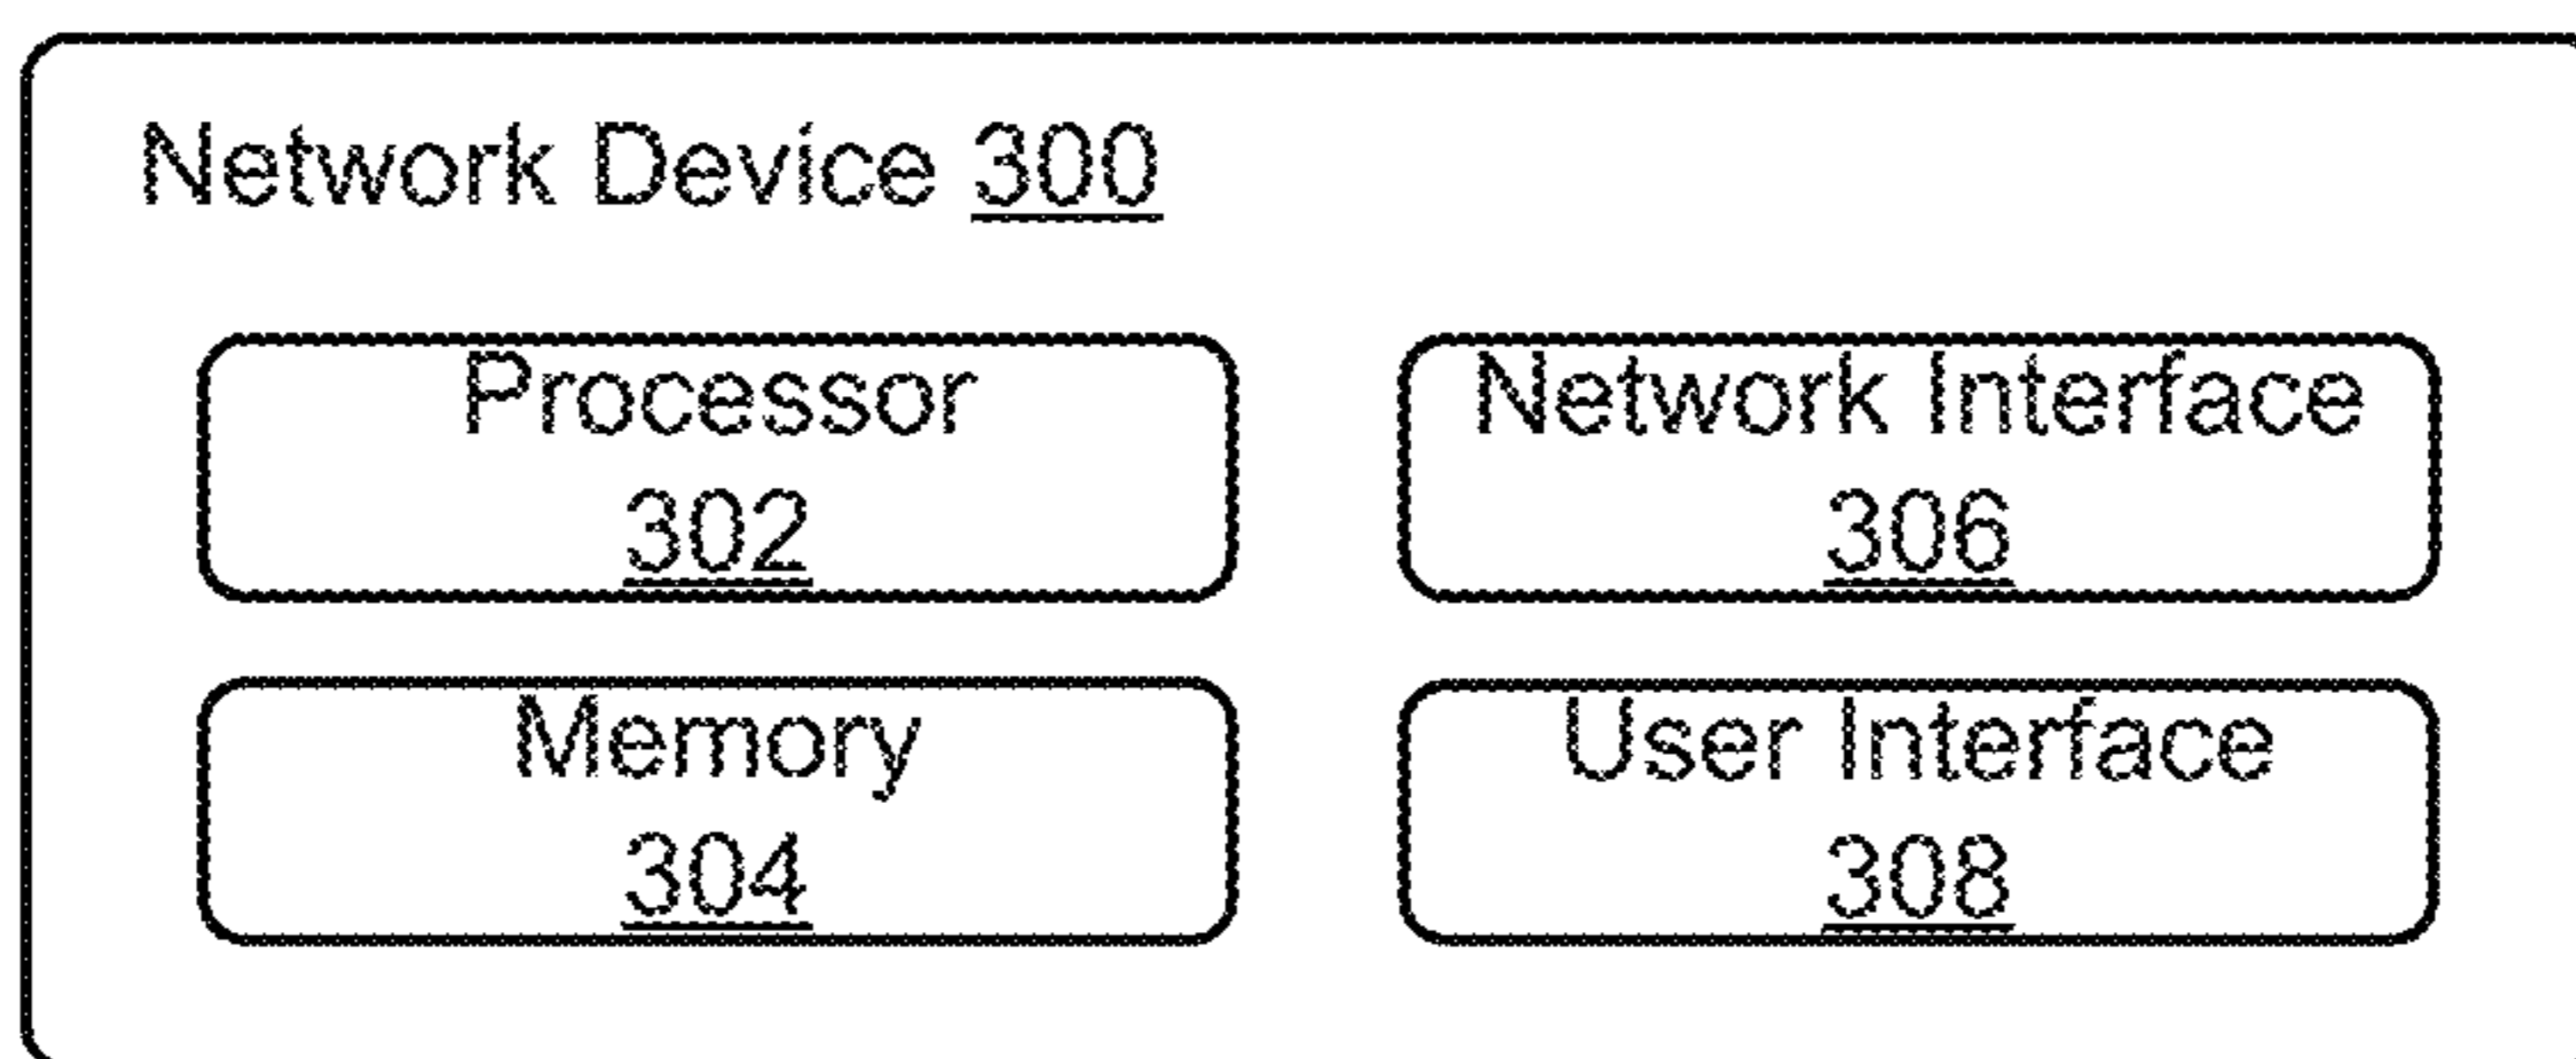 Network Device 300
Processor
302
Network Interface
306
Memory
304
User Interface
308